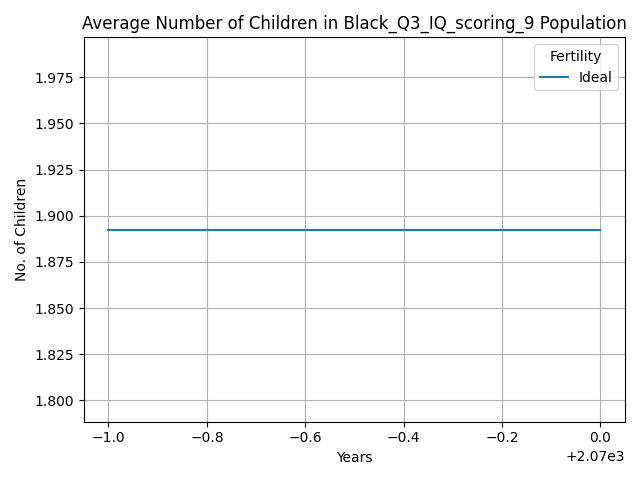 Average Number of Children in Black_Q3_IQ_scoring_9 Population
Fertility
Ideal
No. of Children
1.975
1.950
1.925
1.900
1.875
1.850
1.825
1.800
−1.0 −0.8 −0.6 −0.4 −0.2 0.0
Years
+2.07e3